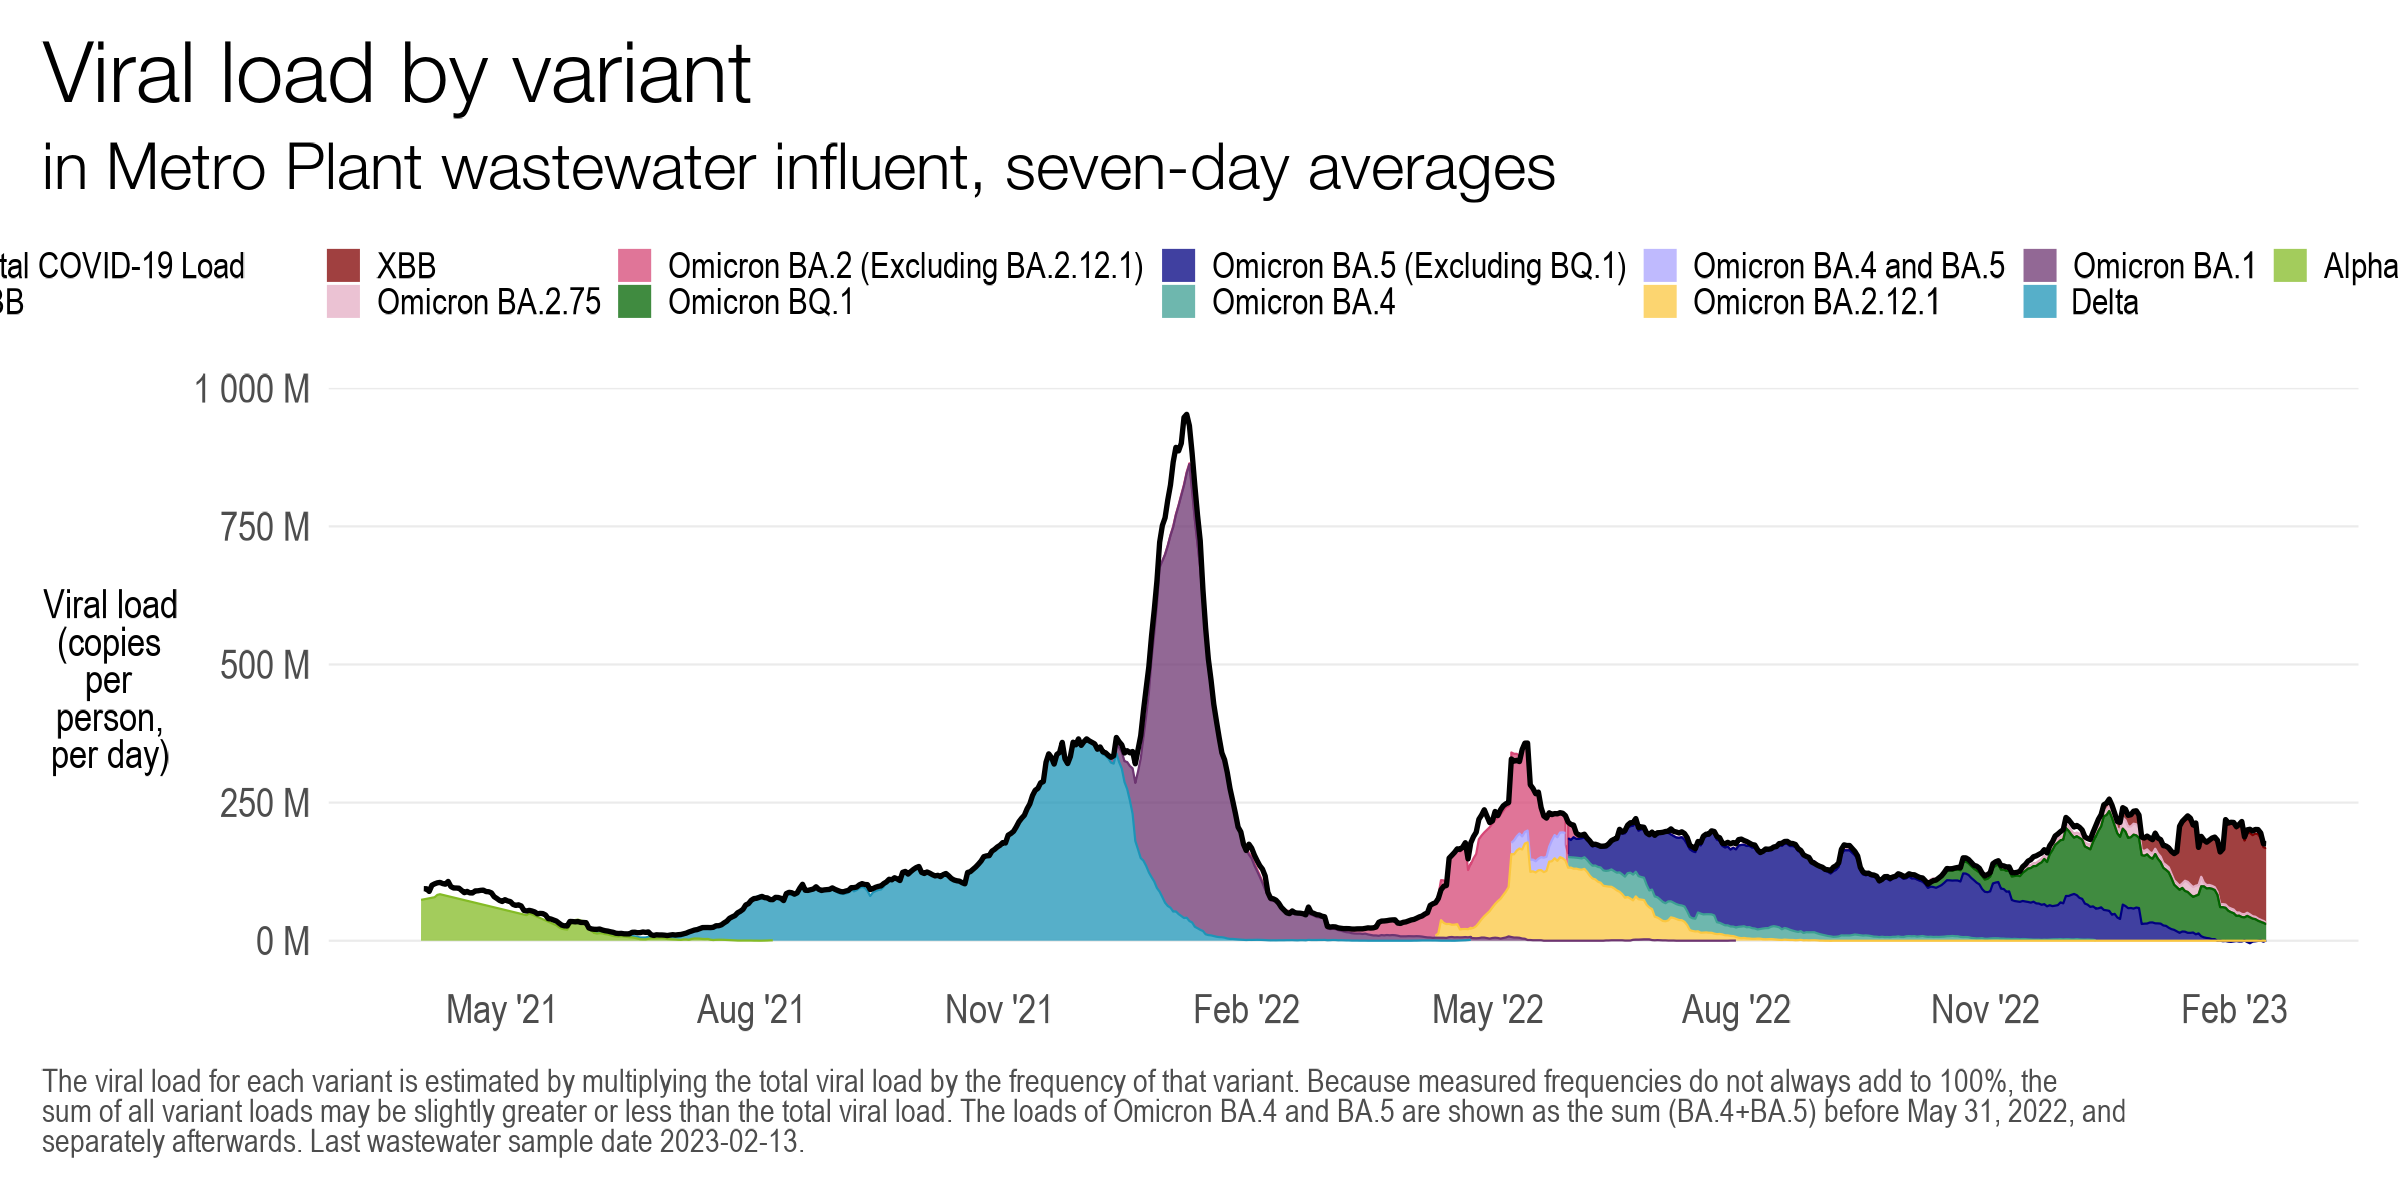 Viral load by variant
in Metro Plant wastewater influent, seven-day averages
tal COVID-19 Load XBB Omicron BA.2 (Excluding BA.2.12.1) Omicron BA.5 (Excluding BQ.1) Omicron BA.4 and BA.5 Omicron BA.1 Alpha
BB Omicron BA.2.75 Omicron BQ.1 Omicron BA.4 Omicron BA.2.12.1 Delta
1 000 M
750 M
500 M
250 M
0 M
Viral load
(copies
per
person,
per day)
May '21 Aug '21 Nov '21 Feb '22 May '22 Aug '22 Nov '22 Feb '23
The viral load for each variant is estimated by multiplying the total viral load by the frequency of that variant. Because measured frequencies do not always add to 100%, the
sum of all variant loads may be slightly greater or less than the total viral load. The loads of Omicron BA.4 and BA.5 are shown as the sum (BA.4+BA.5) before May 31, 2022, and
separately afterwards. Last wastewater sample date 2023-02-13.